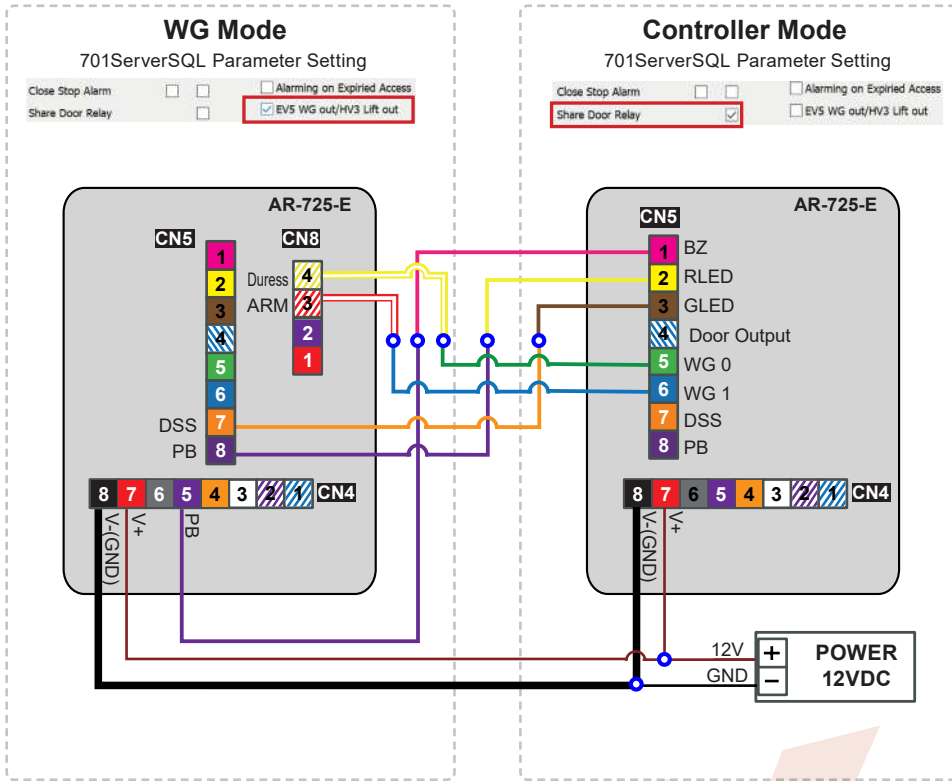 WG Mode
701ServerSQL Parameter Setting
Close Stop Alarm
Alarming on Expiried Access
Share Door Relay
EV5 WG out/HV3 Lift out
AR-725-E
CN5
CN8
1
2
3
4
5
6
7
8
Duress
ARM
4
3
2
1
DSS
PB
8 7 6 5 4 3 2 1 CN4
V-(GND)
V+
PB
Controller Mode
701ServerSQL Parameter Setting
Close Stop Alarm
Alarming on Expiried Access
Share Door Relay
EV5 WG out/HV3 Lift out
AR-725-E
CN5
1 BZ
2 RLED
3 GLED
4 Door Output
5 WG 0
6 WG 1
7 DSS
8 PB
8 7 6 5 4 3 2 1 CN4
V-(GND)
V+
12V + POWER
GND − 12VDC